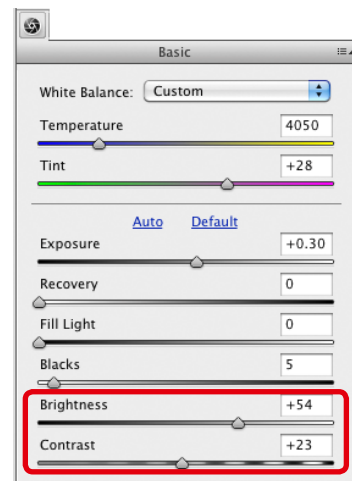 Basic
White Balance: Custom
Temperature 4050
Tint +28
Auto Default
Exposure +0.30
Recovery 0
Fill Light 0
Blacks 5
Brightness +54
Contrast +23